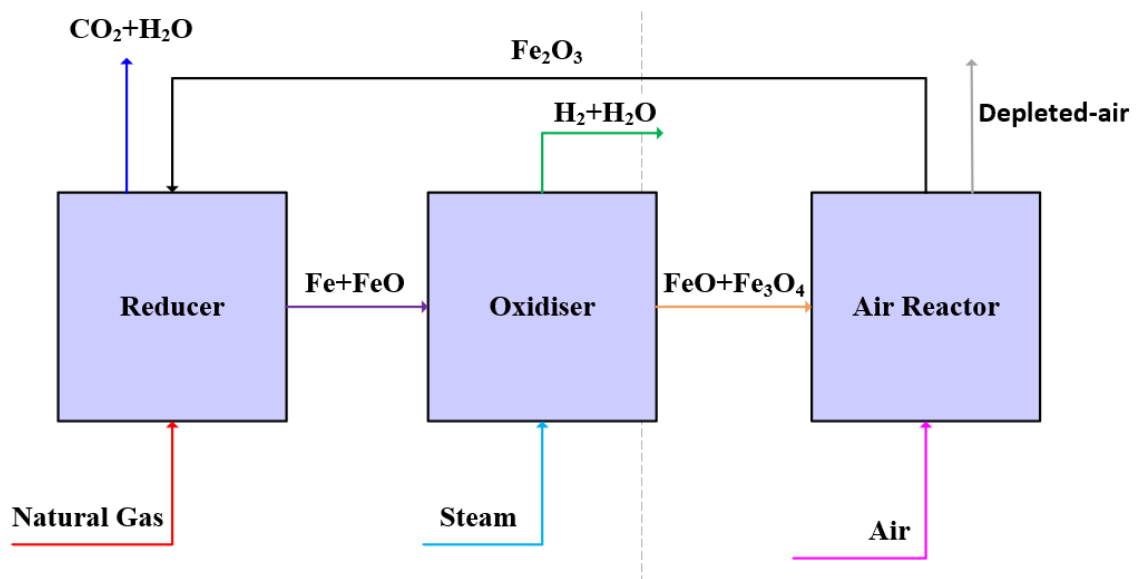 CO₂+H₂O
Fe₂O₃
H₂+H₂O
Depleted-air
Reducer
Fe+FeO
Oxidiser
FeO+Fe₃O₄
Air Reactor
Natural Gas
Steam
Air